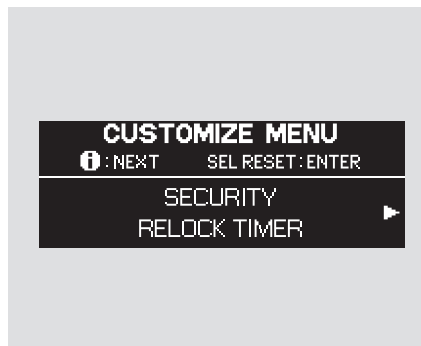 CUSTOMIZE MENU
i : NEXT SEL RESET : ENTER
SECURITY
RELOCK TIMER